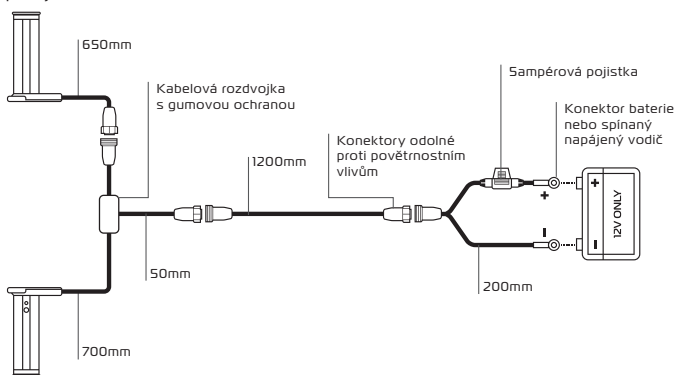 650mm
Kabelová rozdvojka
s gumovou ochranou
5ampérová pojistka
Konektor baterie
nebo spínaný
napájený vodič
Konektory odolné
proti povětrnostním
vlivům
1200mm
+
+
12V ONLY
-
-
50mm
200mm
700mm